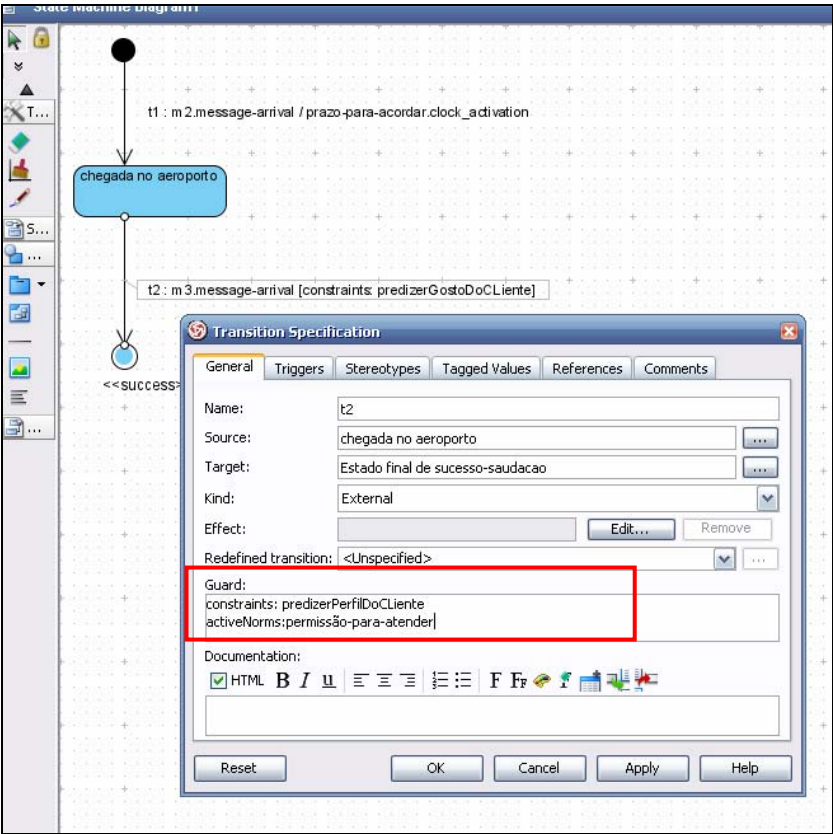 State Machine Diagram1
T...
S...
...
...
t1 : m2.message-arrival / prazo-para-acordar.clock_activation
chegada no aeroporto
t2 : m3.message-arrival [constraints: predizerGostoDoCLiente]
<<success>
Transition Specification
General Triggers Stereotypes Tagged Values References Comments
Name: t2
Source: chegada no aeroporto ...
Target: Estado final de sucesso-saudacao ...
Kind: External
Effect: Edit... Remove
Redefined transition: <Unspecified> ...
Guard:
constraints: predizerPerfilDoCLiente
activeNorms:permissão-para-atender
Documentation:
HTML B I u F FF
Reset OK Cancel Apply Help